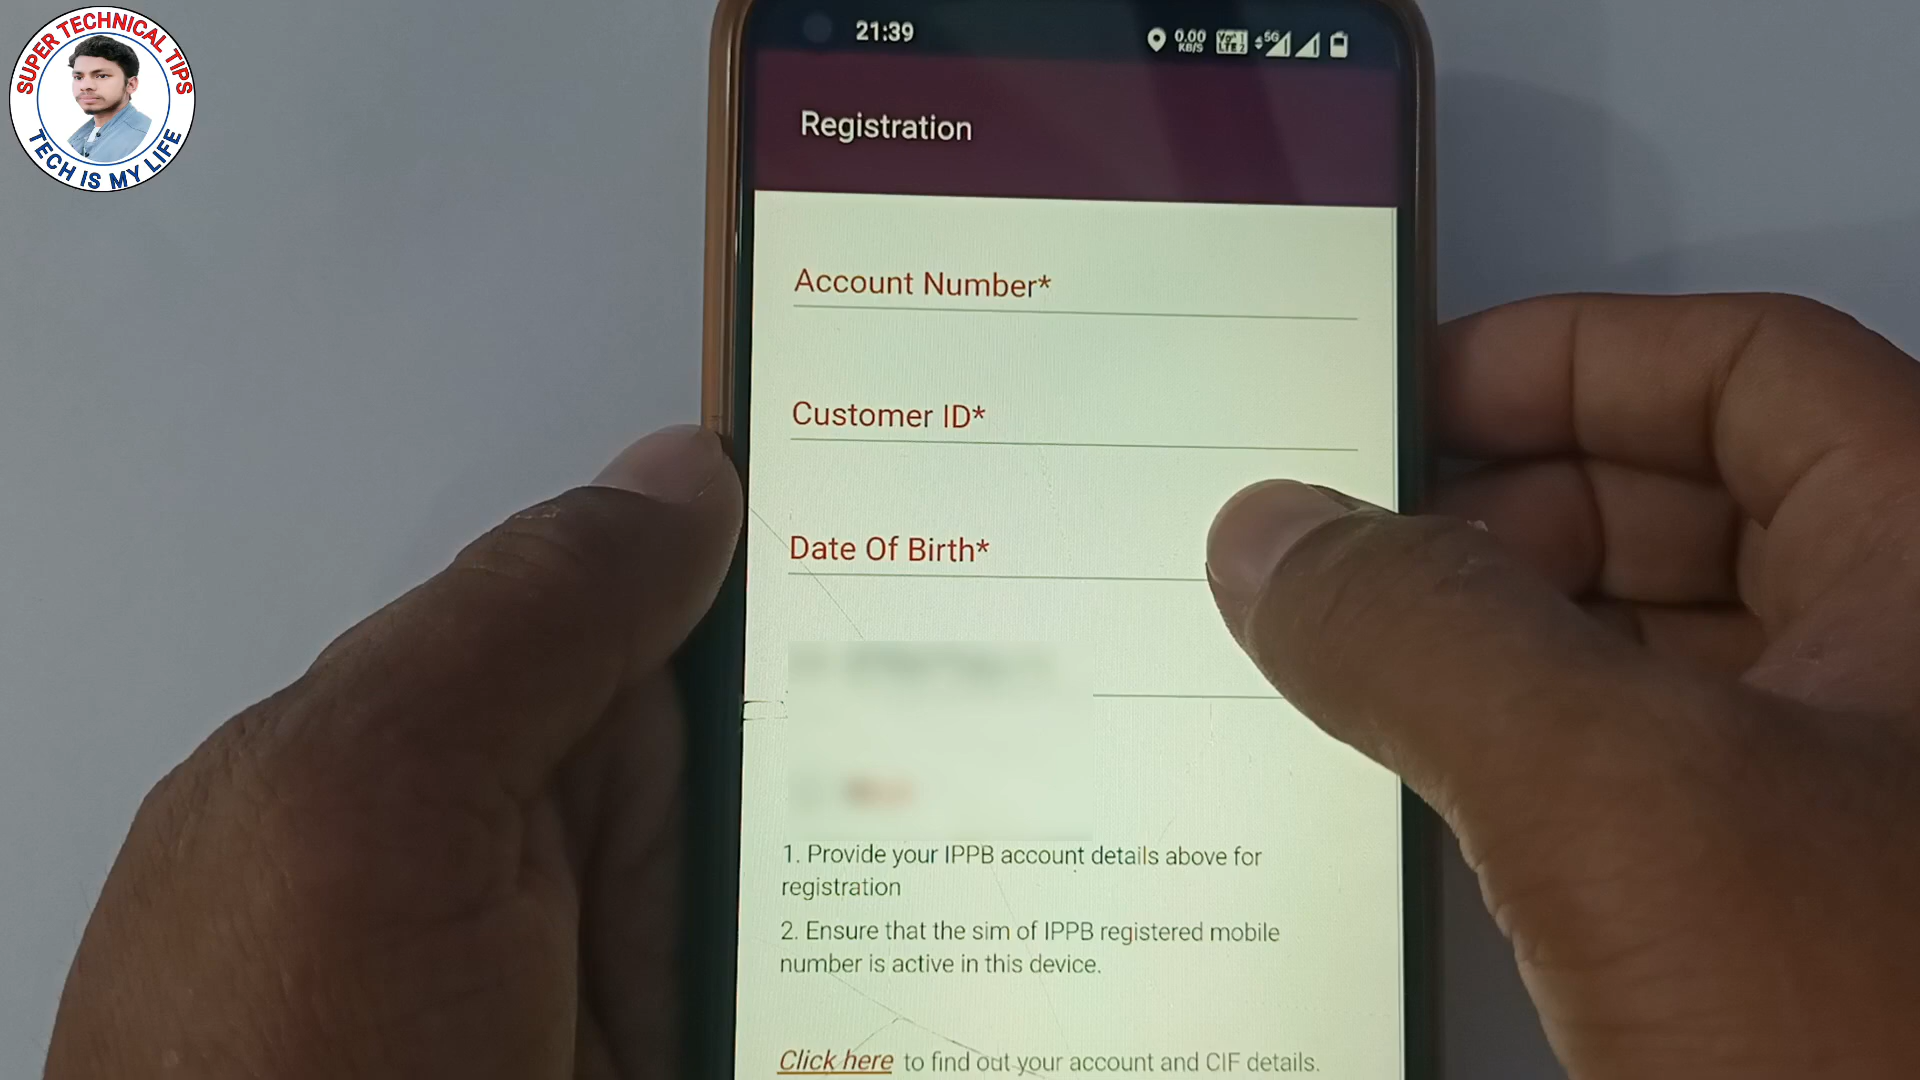 SUPER TECHNICAL TIPS
TECH IS MY LIFE
21:39
0.00
KB/S
5G
Registration
Account Number*
Customer ID*
Date Of Birth*
1. Provide your IPPB account details above for
registration
2. Ensure that the sim of IPPB registered mobile
number is active in this device.
Click here to find out your account and CIF details.